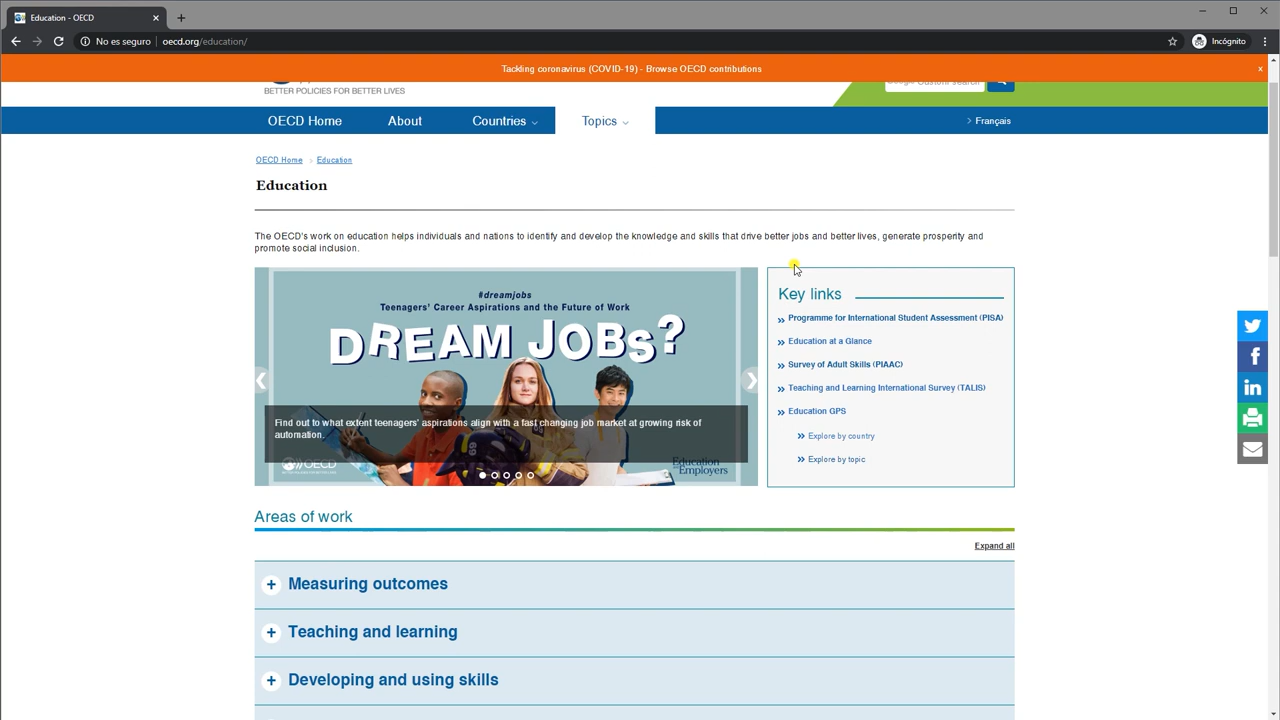 Education - OECD
No es seguro oecd.org/education/
Incógnito
Tackling coronavirus (COVID-19) - Browse OECD contributions
BETTER POLICIES FOR BETTER LIVES
OECD Home
About
Countries
Topics
Français
OECD Home
Education
Education
The OECD's work on education helps individuals and nations to identify and develop the knowledge and skills that drive better jobs and better lives, generate prosperity and
promote social inclusion.
#dreamjobs
Teenagers' Career Aspirations and the Future of Work
DREAM JOBS?
Find out to what extent teenagers' aspirations align with a fast changing job market at growing risk of
automation.
OECD
Education
Employers
Key links
Programme for International Student Assessment (PISA)
Education at a Glance
Survey of Adult Skills (PIAAC)
Teaching and Learning International Survey (TALIS)
Education GPS
Explore by country
Explore by topic
Areas of work
Expand all
Measuring outcomes
Teaching and learning
Developing and using skills